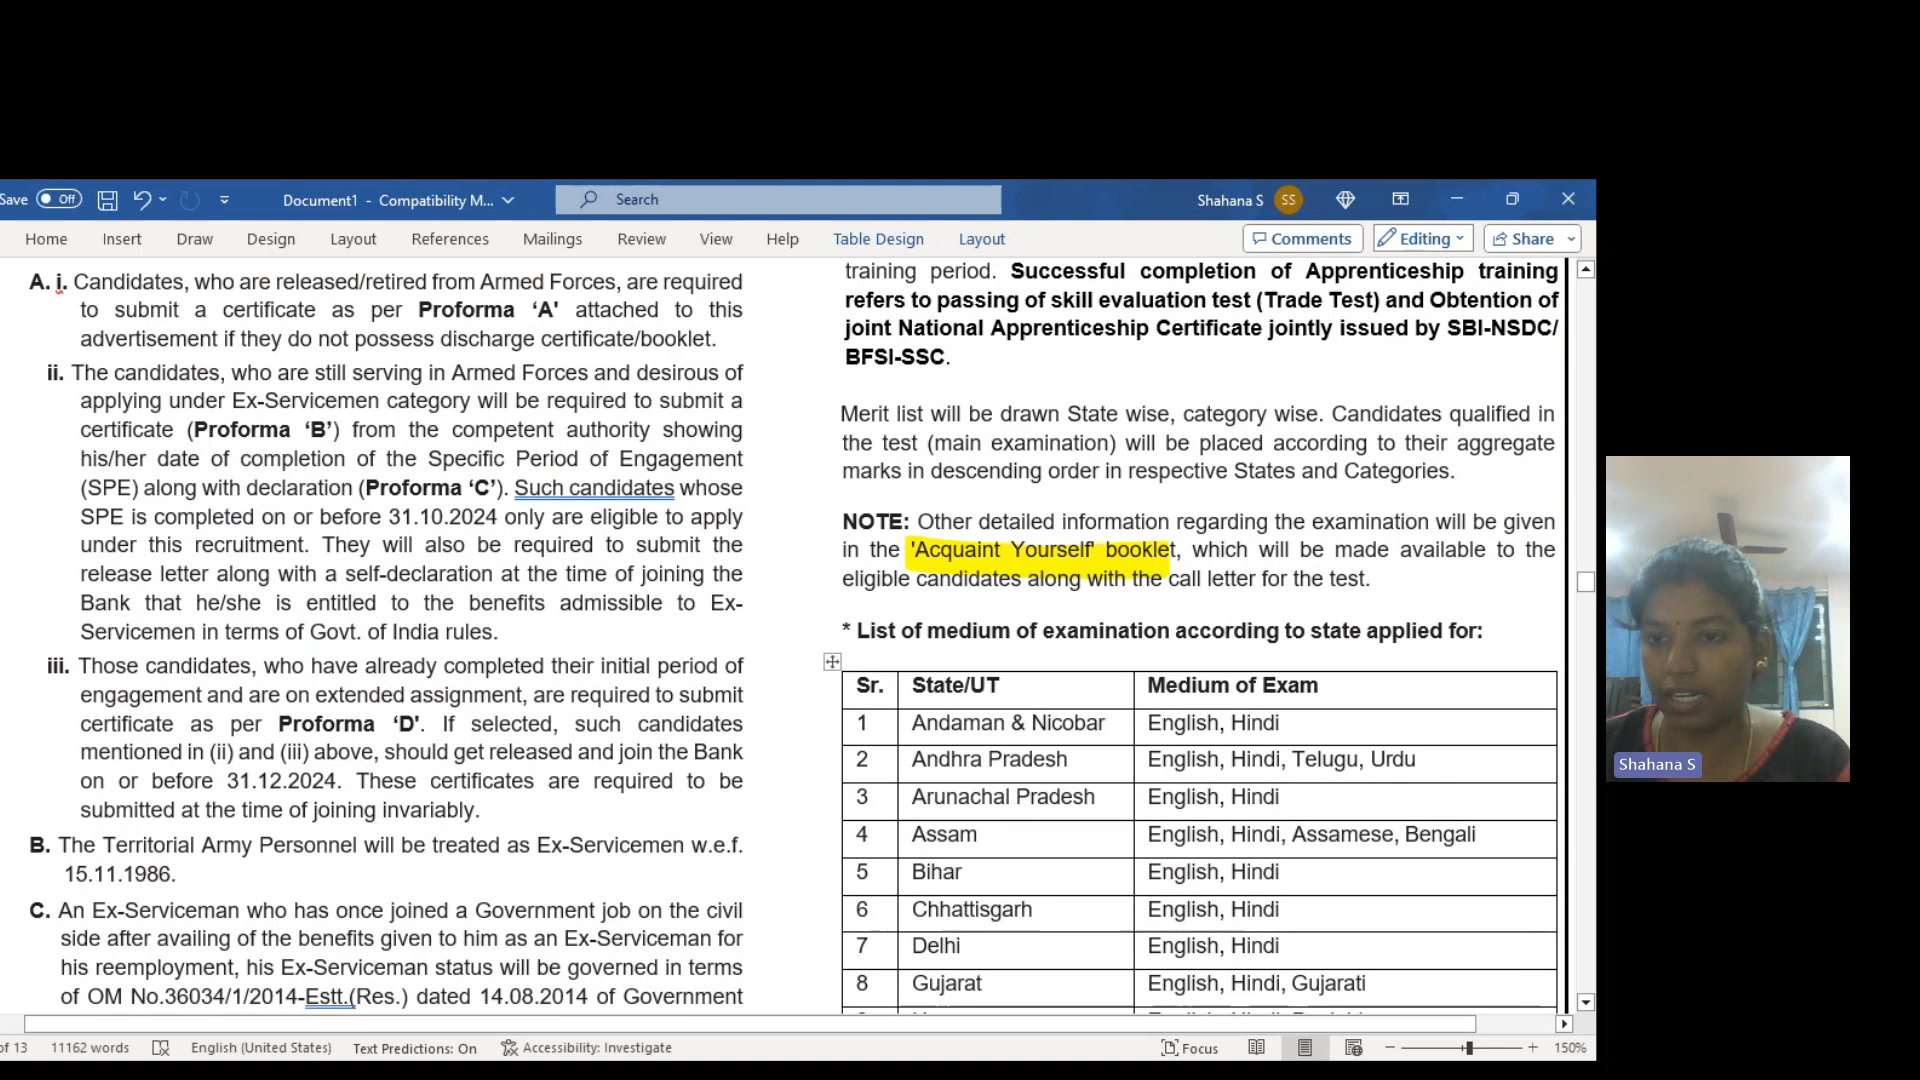 Save Off Document1 - Compatibility M... Search Shahana S SS
Home Insert Draw Design Layout References Mailings Review View Help Table Design Layout Comments Editing Share
A. i. Candidates, who are released/retired from Armed Forces, are required
to submit a certificate as per Proforma ‘A' attached to this
advertisement if they do not possess discharge certificate/booklet.
ii. The candidates, who are still serving in Armed Forces and desirous of
applying under Ex-Servicemen category will be required to submit a
certificate (Proforma ‘B’) from the competent authority showing
his/her date of completion of the Specific Period of Engagement
(SPE) along with declaration (Proforma ‘C’). Such candidates whose
SPE is completed on or before 31.10.2024 only are eligible to apply
under this recruitment. They will also be required to submit the
release letter along with a self-declaration at the time of joining the
Bank that he/she is entitled to the benefits admissible to Ex-
Servicemen in terms of Govt. of India rules.
iii. Those candidates, who have already completed their initial period of
engagement and are on extended assignment, are required to submit
certificate as per Proforma ‘D'. If selected, such candidates
mentioned in (ii) and (iii) above, should get released and join the Bank
on or before 31.12.2024. These certificates are required to be
submitted at the time of joining invariably.
B. The Territorial Army Personnel will be treated as Ex-Servicemen w.e.f.
15.11.1986.
C. An Ex-Serviceman who has once joined a Government job on the civil
side after availing of the benefits given to him as an Ex-Serviceman for
his reemployment, his Ex-Serviceman status will be governed in terms
of OM No.36034/1/2014-Estt.(Res.) dated 14.08.2014 of Government
training period. Successful completion of Apprenticeship training
refers to passing of skill evaluation test (Trade Test) and Obtention of
joint National Apprenticeship Certificate jointly issued by SBI-NSDC/
BFSI-SSC.
Merit list will be drawn State wise, category wise. Candidates qualified in
the test (main examination) will be placed according to their aggregate
marks in descending order in respective States and Categories.
NOTE: Other detailed information regarding the examination will be given
in the 'Acquaint Yourself' booklet, which will be made available to the
eligible candidates along with the call letter for the test.
* List of medium of examination according to state applied for:
Sr. State/UT Medium of Exam
1 Andaman & Nicobar English, Hindi
2 Andhra Pradesh English, Hindi, Telugu, Urdu
3 Arunachal Pradesh English, Hindi
4 Assam English, Hindi, Assamese, Bengali
5 Bihar English, Hindi
6 Chhattisgarh English, Hindi
7 Delhi English, Hindi
8 Gujarat English, Hindi, Gujarati
Shahana S
of 13 11162 words English (United States) Text Predictions: On Accessibility: Investigate Focus 150%